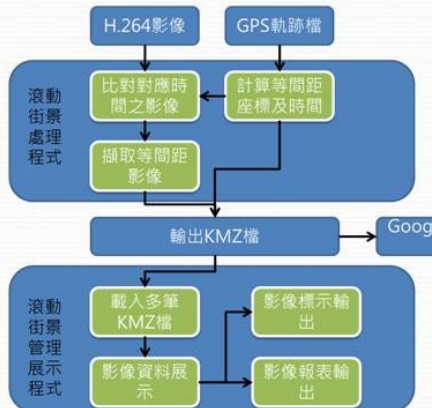 H.264影像
GPS軌跡檔
滾動
街景
處理
程式
比對對應時
間之影像
計算等間距
座標及時間
擷取等間距
影像
輸出KMZ檔
Goog
滾動
街景
管理
展示
程式
載入多筆
KMZ檔
影像標示輸
出
影像資料展
示
影像報表輸
出